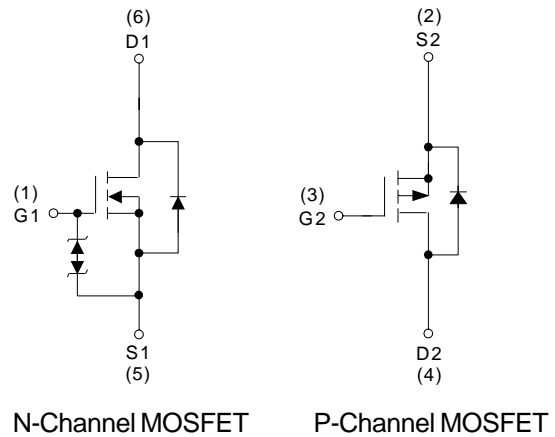 (6)
D1
(2)
S2
(1)
G1
(3)
G2
S1
(5)
D2
(4)
N-Channel MOSFET
P-Channel MOSFET